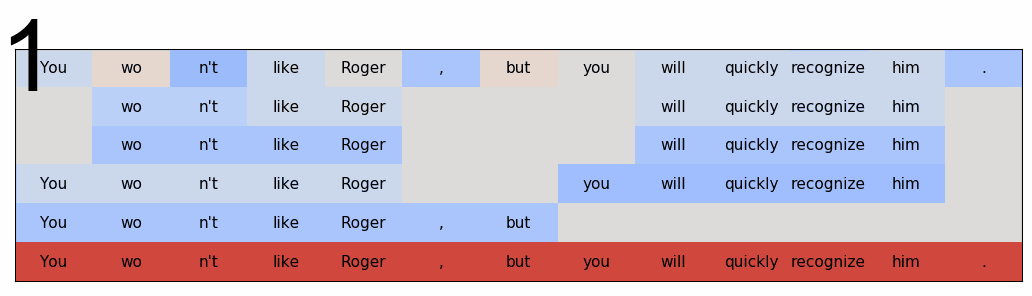 1
You wo n't like Roger , but you will quickly recognize him .
wo n't like Roger will quickly recognize him
wo n't like Roger will quickly recognize him
You wo n't like Roger you will quickly recognize him
You wo n't like Roger , but
You wo n't like Roger , but you will quickly recognize him .